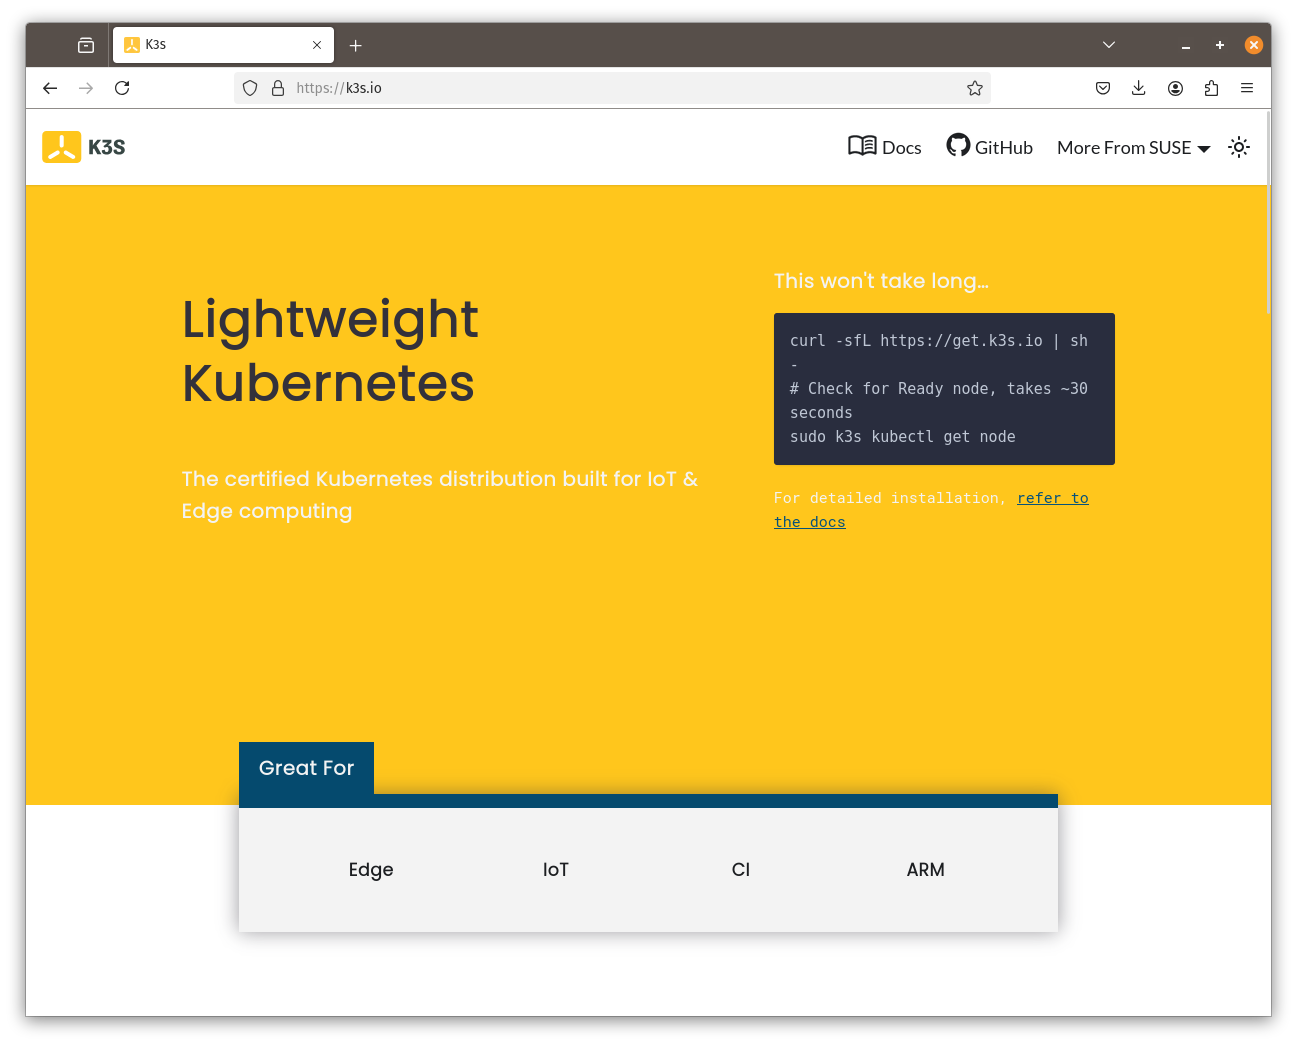 K3s
https://k3s.io
K3S
Docs
GitHub
More From SUSE
Lightweight
Kubernetes
The certified Kubernetes distribution built for IoT &
Edge computing
This won't take long...
curl -sfL https://get.k3s.io | sh
-
# Check for Ready node, takes ~30
seconds
sudo k3s kubectl get node
For detailed installation, refer to
the docs
Great For
Edge
IoT
CI
ARM